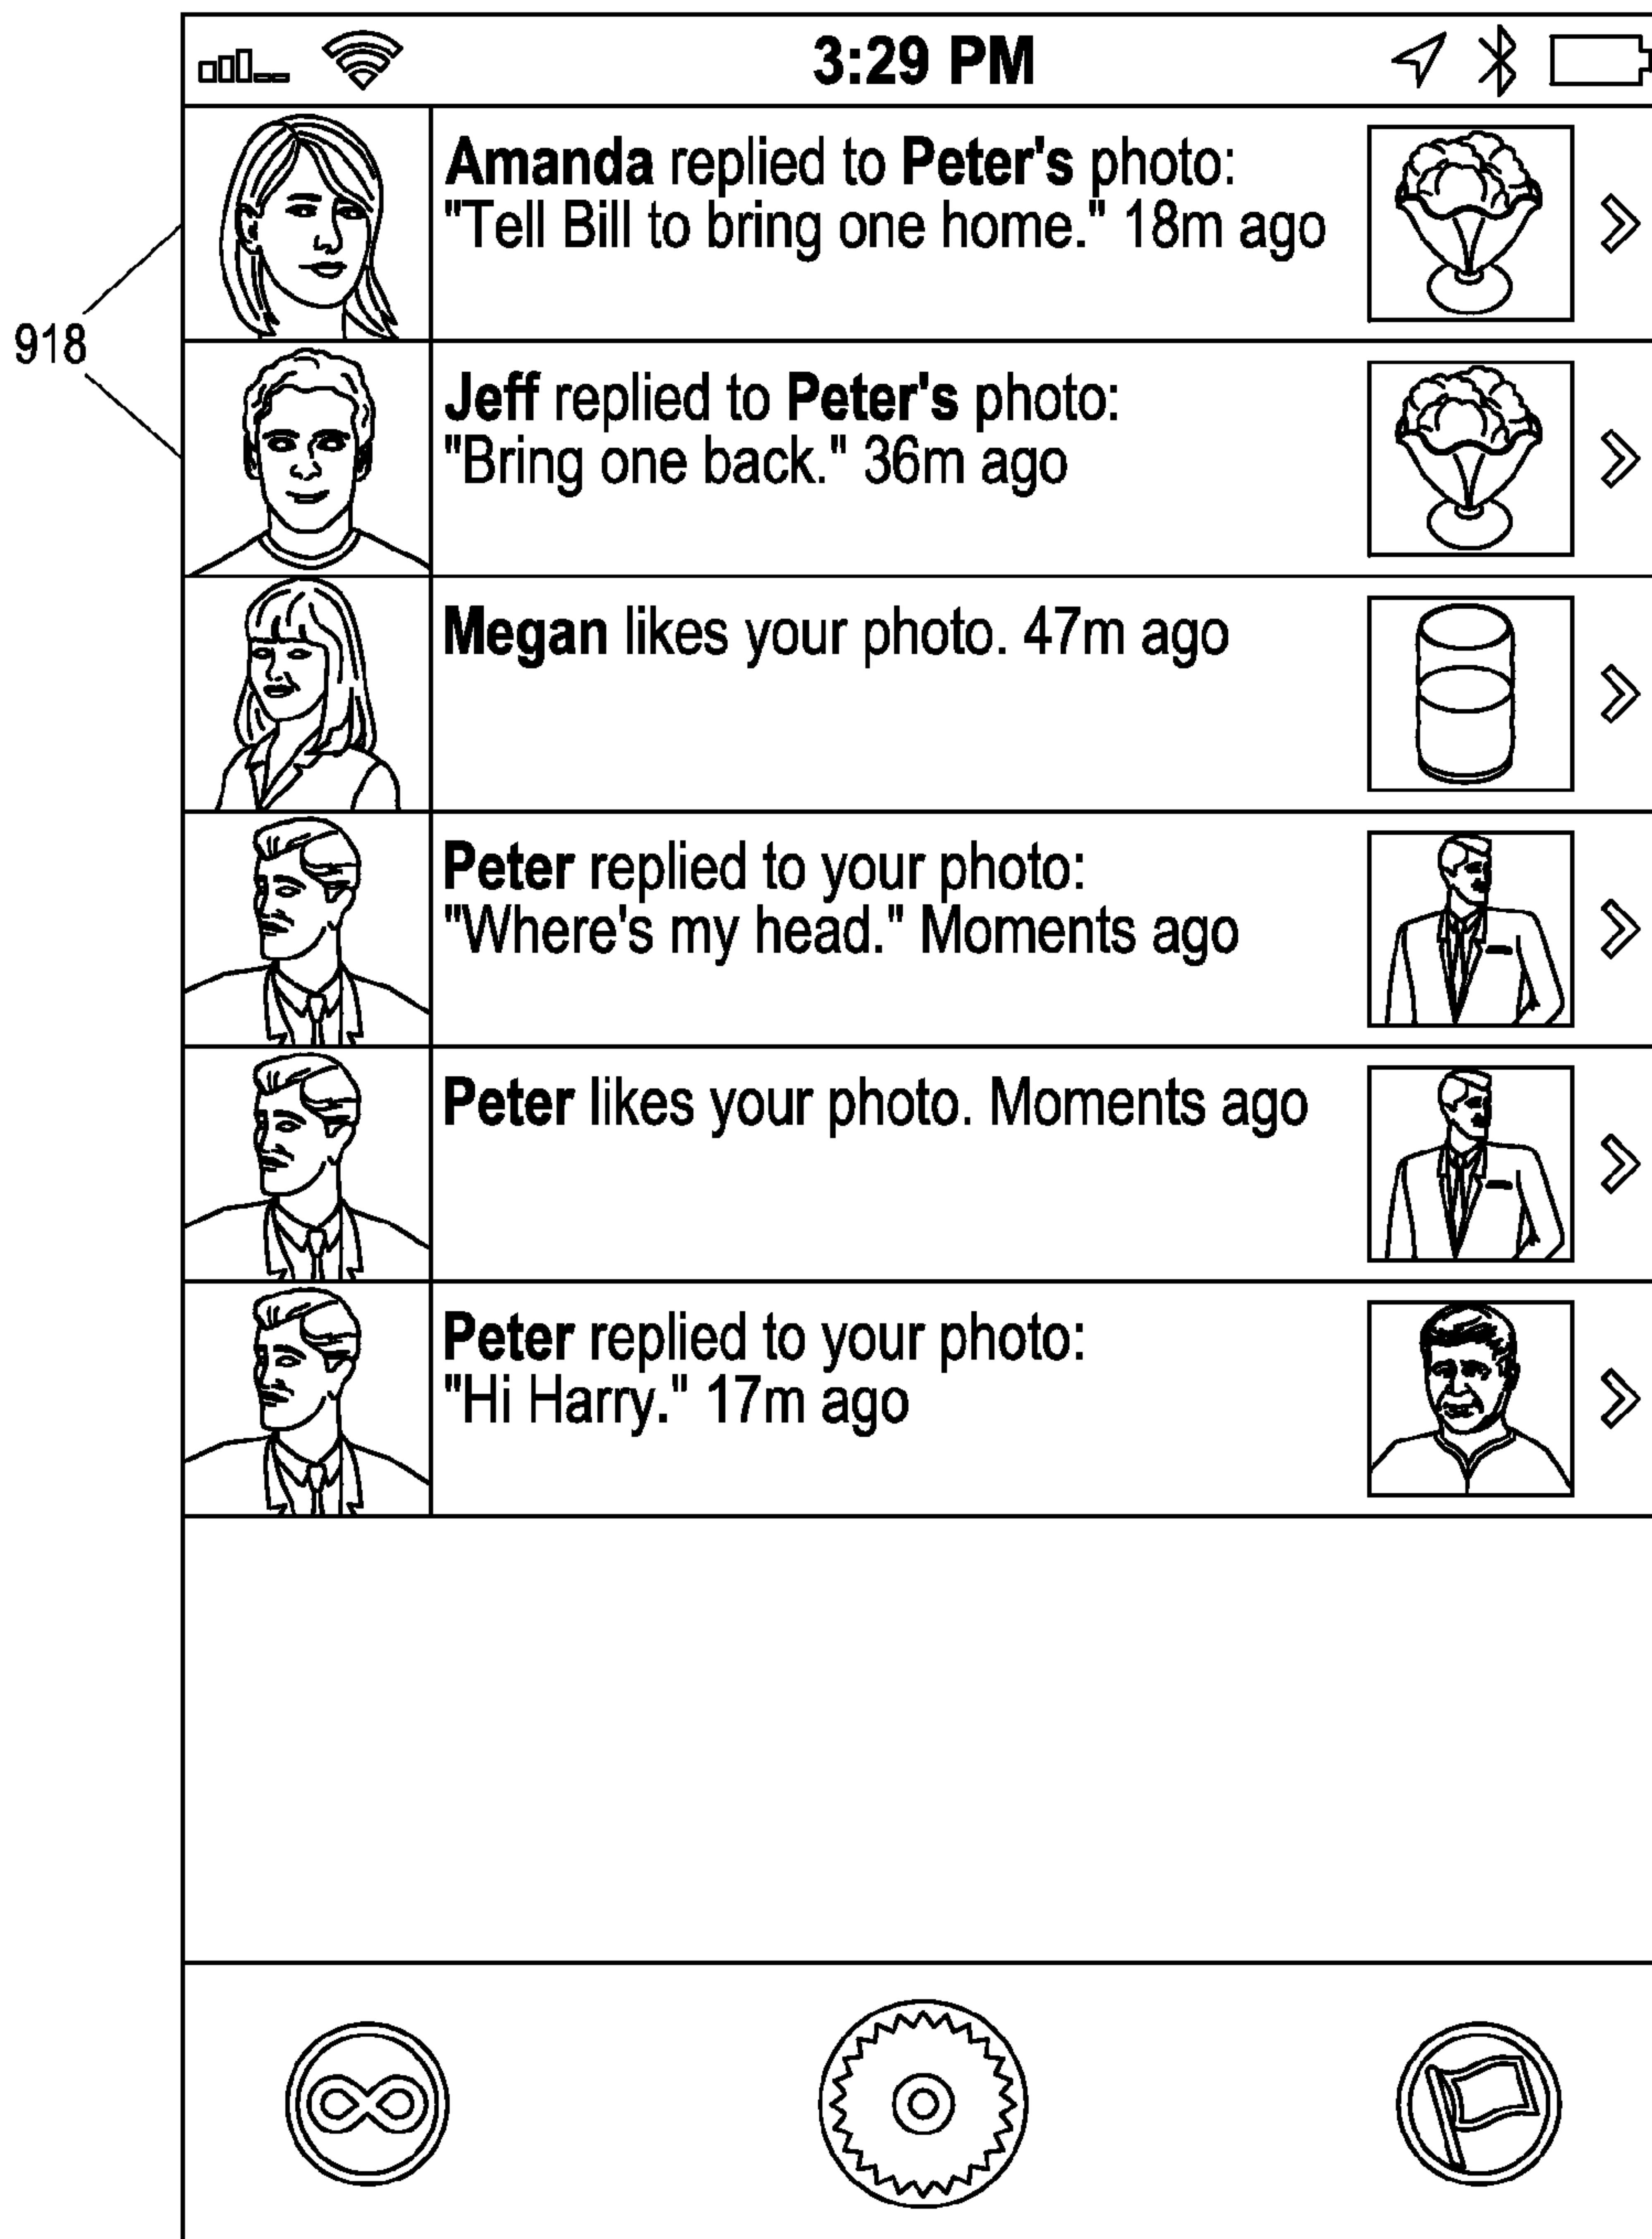 3:29 PM
Amanda replied to Peter's photo:
"Tell Bill to bring one home." 18m ago
918
Jeff replied to Peter's photo:
"Bring one back." 36m ago
Megan likes your photo. 47m ago
Peter replied to your photo:
"Where's my head." Moments ago
Peter likes your photo. Moments ago
Peter replied to your photo:
"Hi Harry." 17m ago